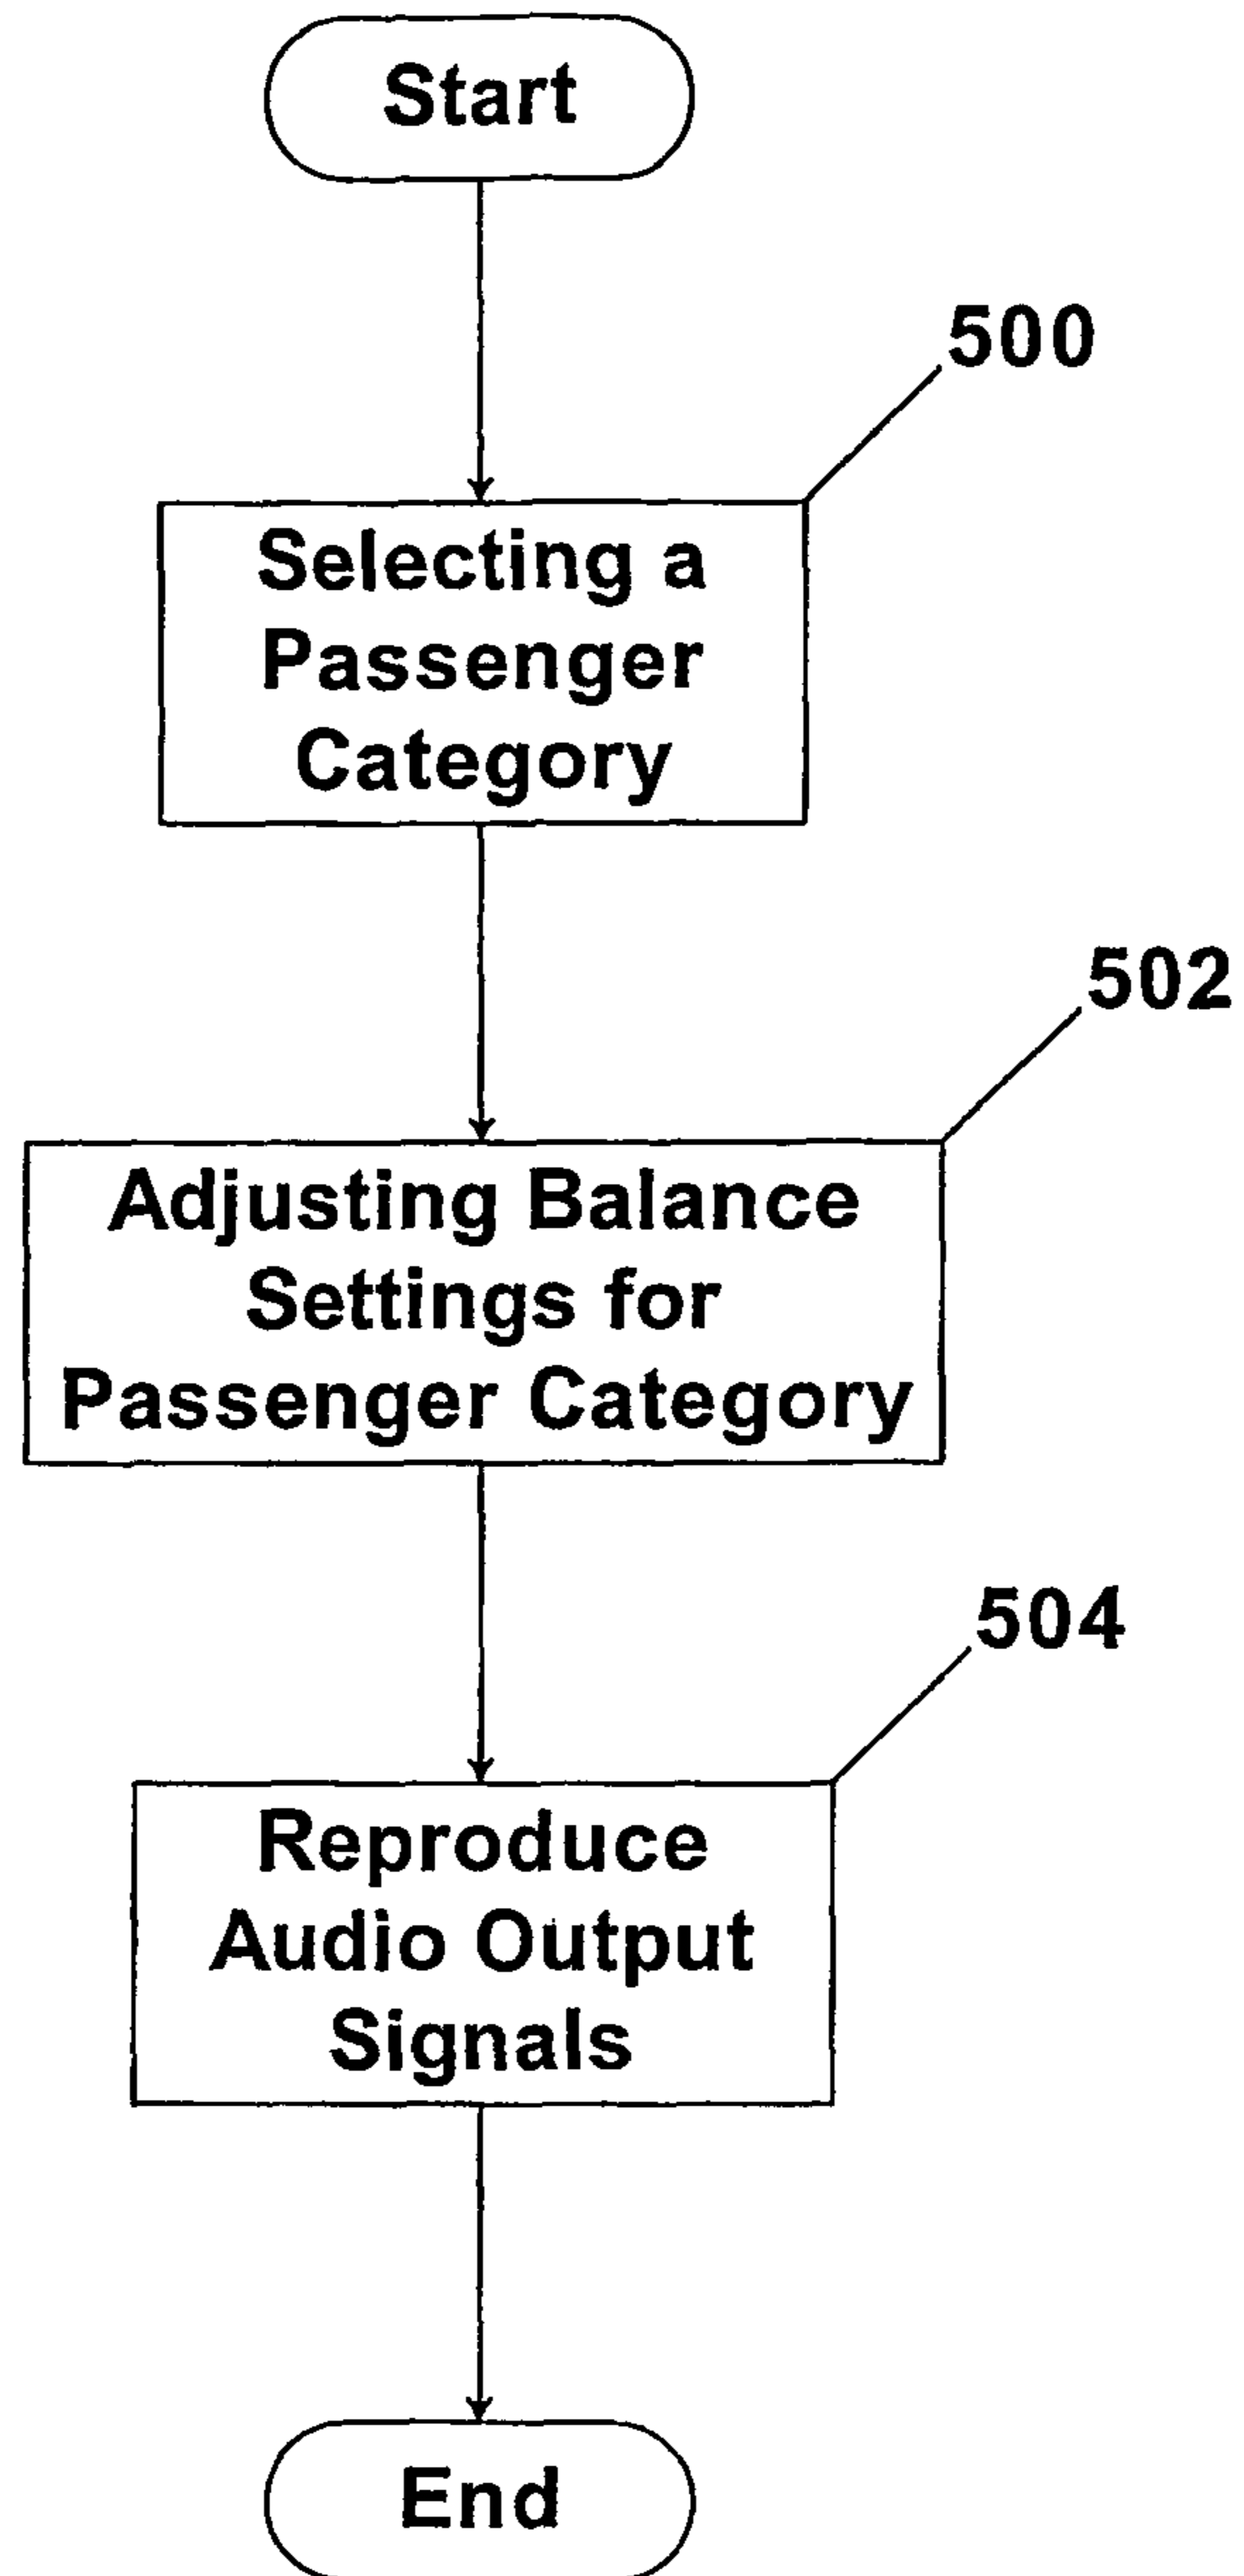 Start
500
Selecting a
Passenger
Category
502
Adjusting Balance
Settings for
Passenger Category
504
Reproduce
Audio Output
Signals
End